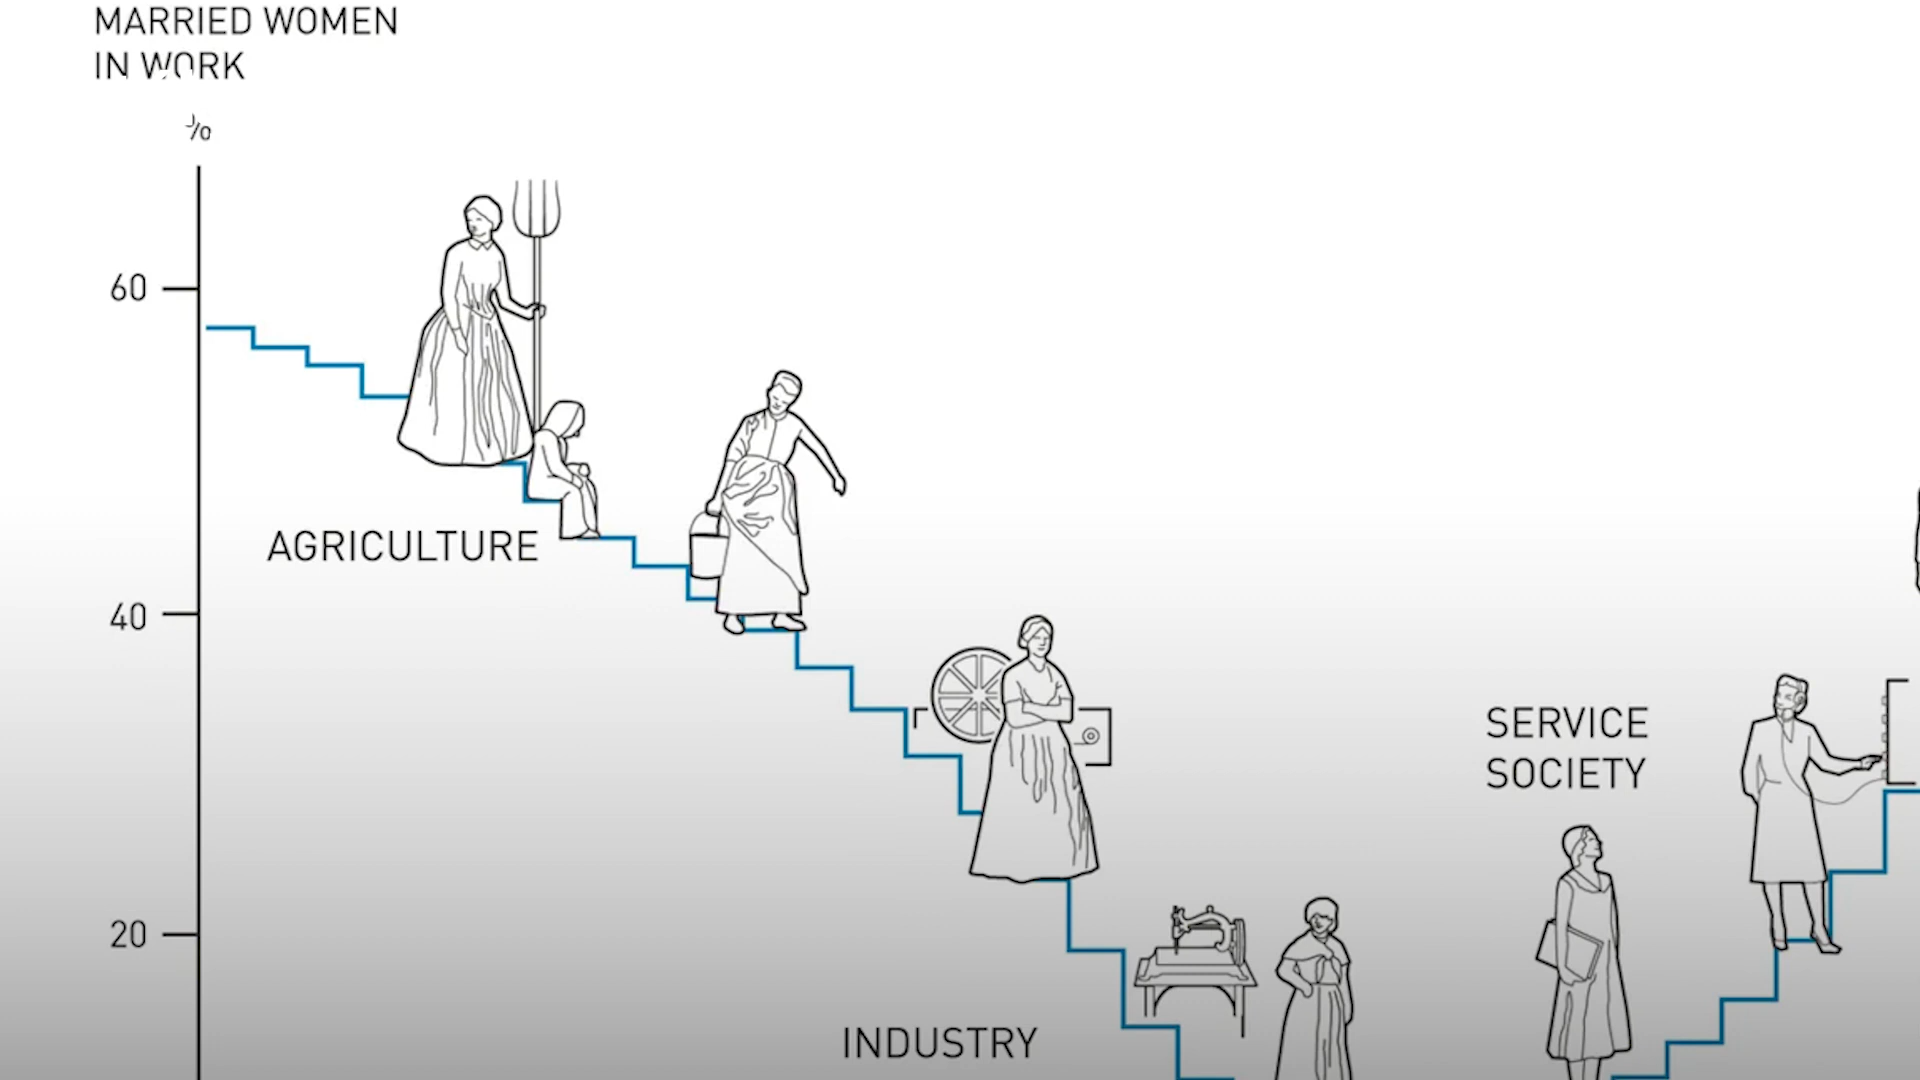 MARRIED WOMEN
IN WORK
%
60
AGRICULTURE
40
SERVICE
SOCIETY
20
INDUSTRY